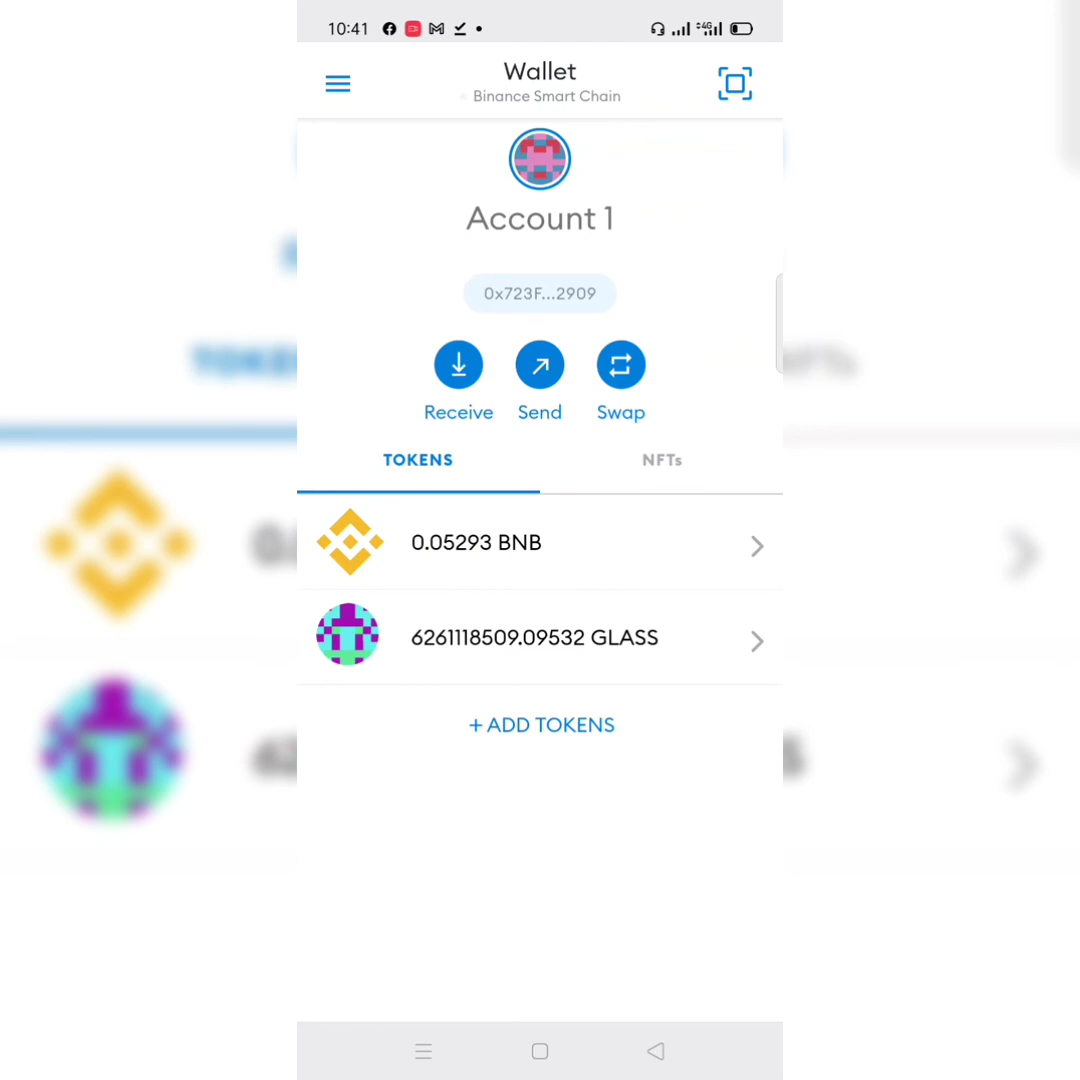 10:41
4G
Wallet
Binance Smart Chain
Account 1
0x723F...2909
Receive Send Swap
TOKENS NFTs
0.05293 BNB
6261118509.09532 GLASS
+ ADD TOKENS